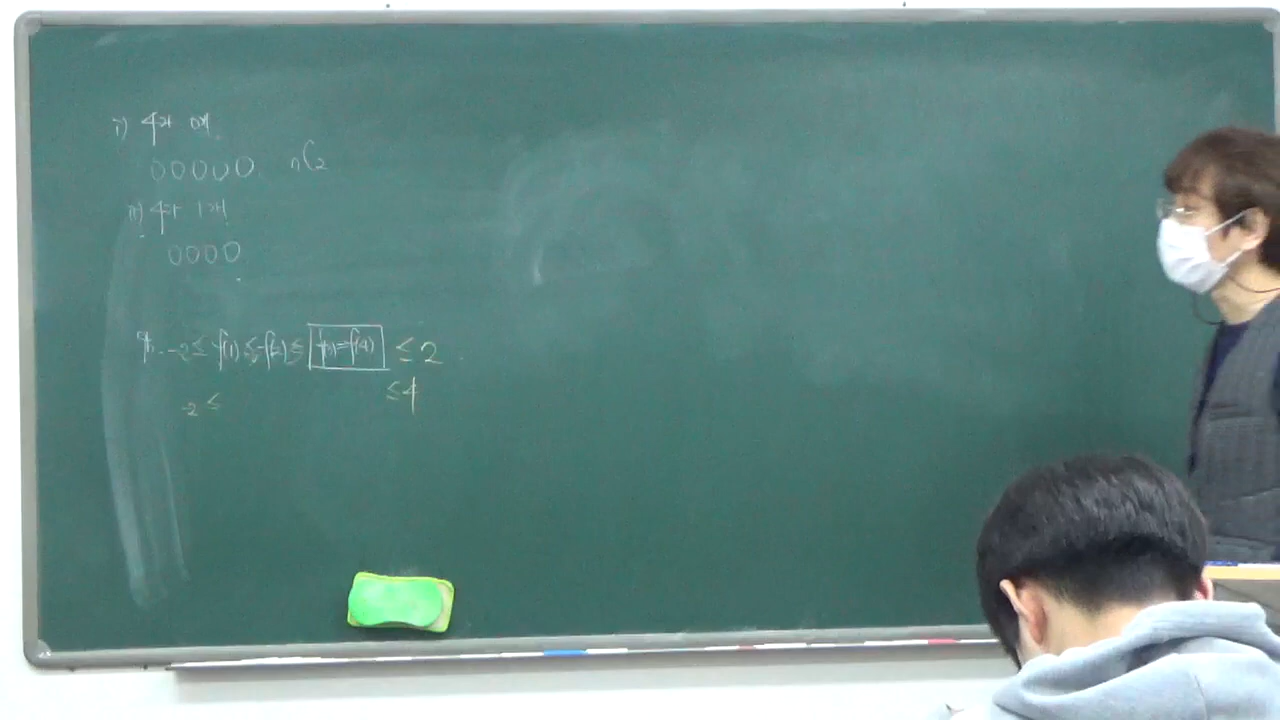 i) 4가 0개
00000 nC2
ii) 4가 1개
0000
-2 ≤ f(1) ≤ f(2) ≤ f(3)=f(4) ≤ 2
-2 ≤ ≤4